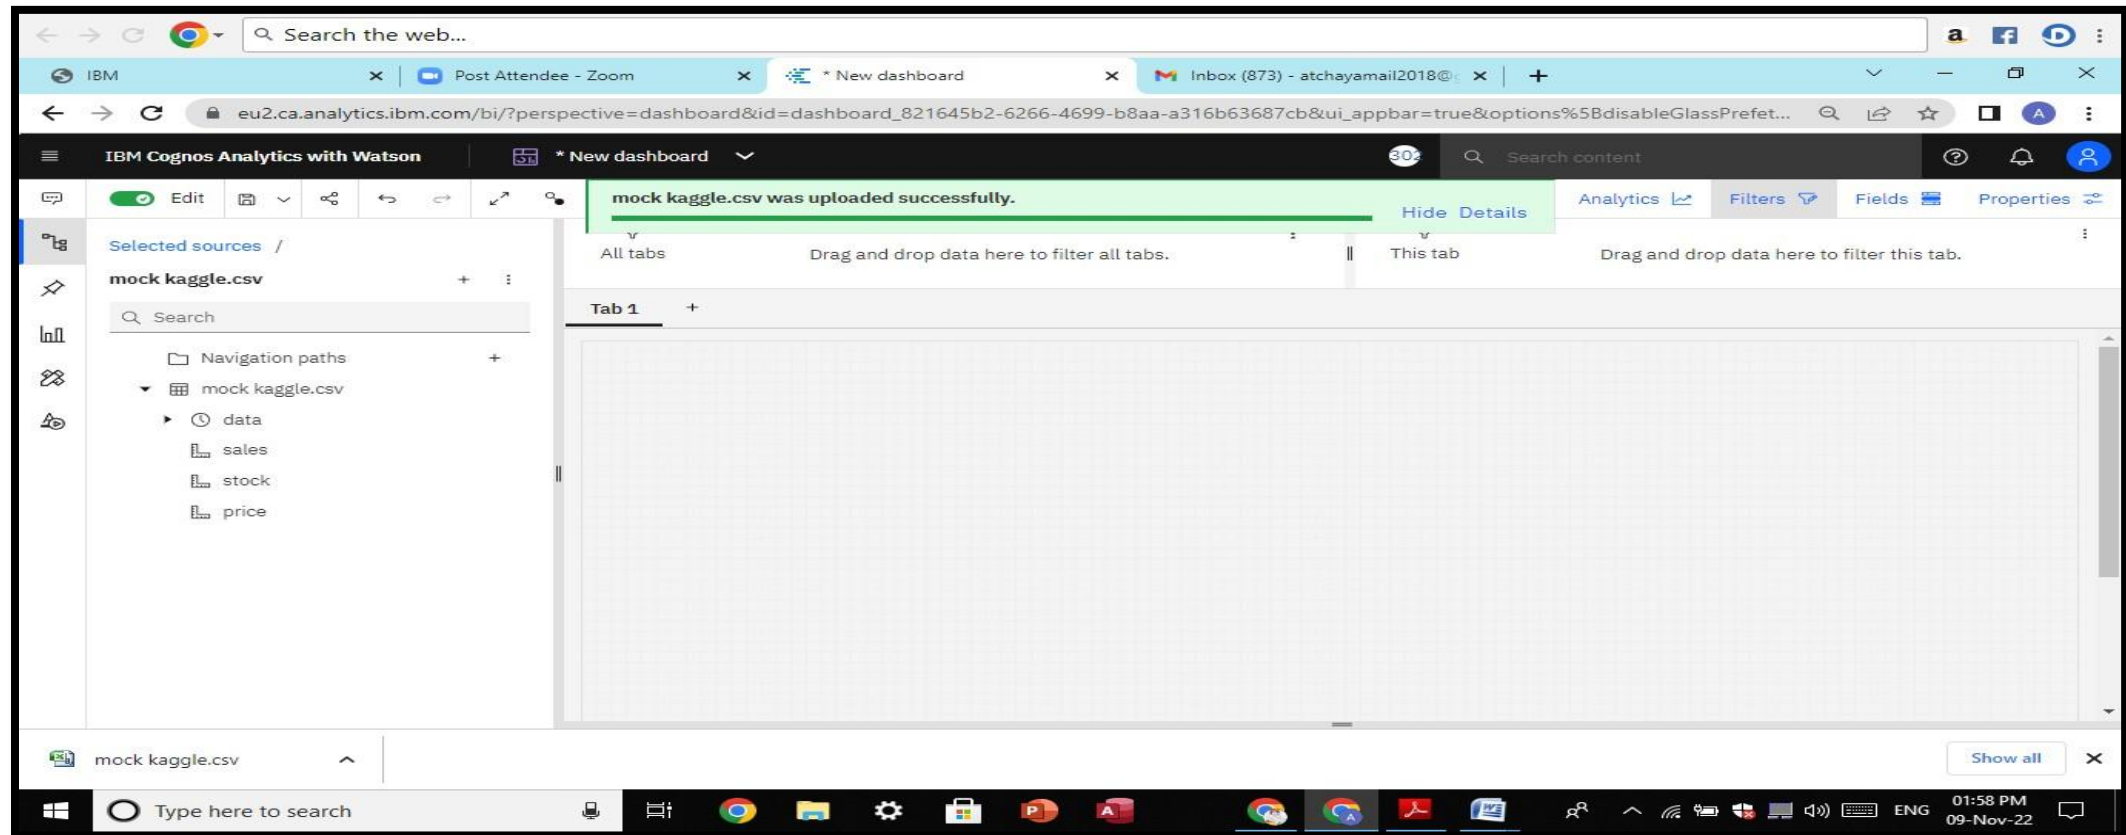 Search the web...
IBM
Post Attendee - Zoom
* New dashboard
Inbox (873) - atchayamail2018@
eu2.ca.analytics.ibm.com/bi/?perspective=dashboard&id=dashboard_821645b2-6266-4699-b8aa-a316b63687cb&ui_appbar=true&options%5BdisableGlassPrefet...
A
IBM Cognos Analytics with Watson
* New dashboard
302
Search content
Edit
mock kaggle.csv was uploaded successfully.
Hide Details
Analytics
Filters
Fields
Properties
Selected sources /
All tabs
Drag and drop data here to filter all tabs.
This tab
Drag and drop data here to filter this tab.
mock kaggle.csv
Search
Tab 1
Navigation paths
mock kaggle.csv
data
sales
stock
price
mock kaggle.csv
Show all
Type here to search
ENG
01:58 PM
09-Nov-22